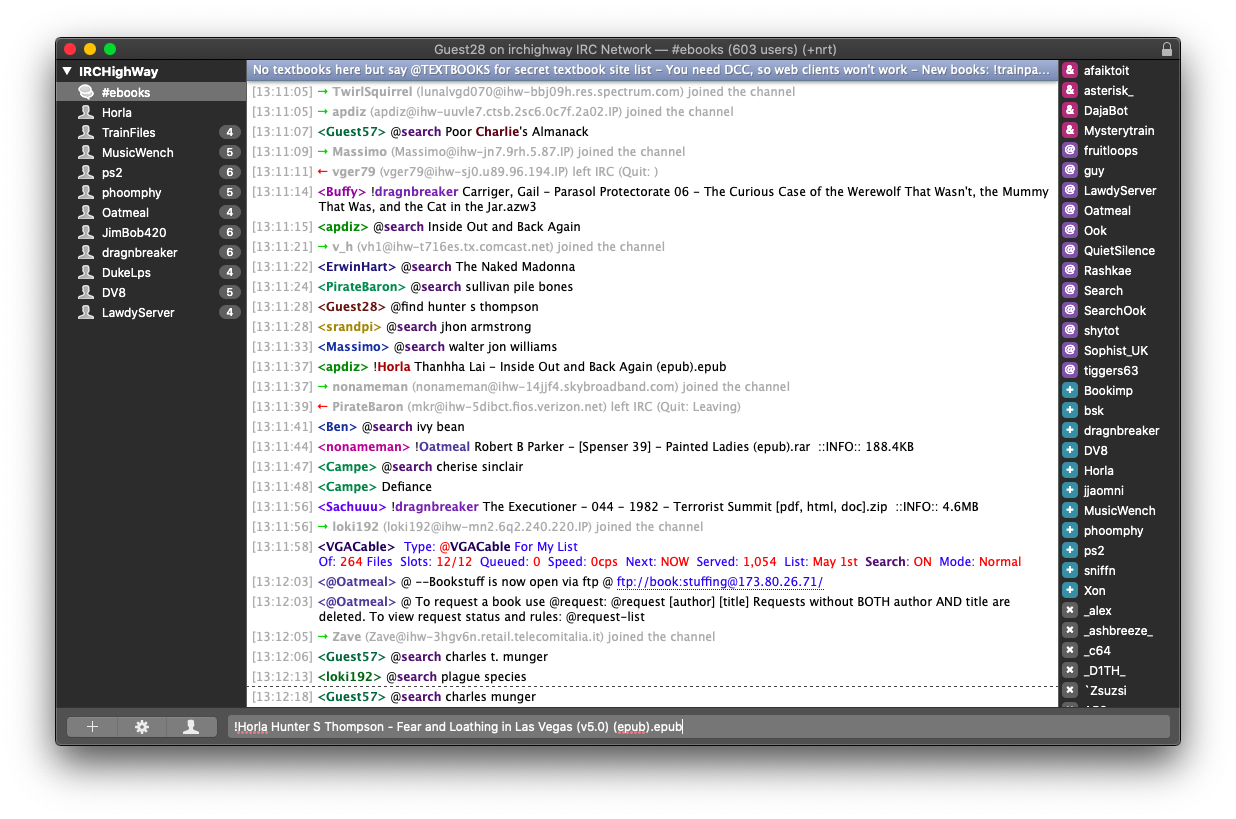 Guest28 on irchighway IRC Network — #ebooks (603 users) (+nrt)
IRCHighWay
#ebooks
Horla
TrainFiles 4
MusicWench 5
ps2 6
phoomphy 5
Oatmeal 4
JimBob420 6
dragnbreaker 6
DukeLps 4
DV8 5
LawdyServer 4
No textbooks here but say @TEXTBOOKS for secret textbook site list – You need DCC, so web clients won't work – New books: !trainpa...
[13:11:05] → TwirlSquirrel (lunalvgd070@ihw-bbj09h.res.spectrum.com) joined the channel
[13:11:05] → apdiz (apdiz@ihw-uuvle7.ctsb.2sc6.0c7f.2a02.IP) joined the channel
[13:11:07] <Guest57> @search Poor Charlie's Almanack
[13:11:09] → Massimo (Massimo@ihw-jn7.9rh.5.87.IP) joined the channel
[13:11:11] ← vger79 (vger79@ihw-sj0.u89.96.194.IP) left IRC (Quit: )
[13:11:14] <Buffy> !dragnbreaker Carriger, Gail – Parasol Protectorate 06 – The Curious Case of the Werewolf That Wasn't, the Mummy
That Was, and the Cat in the Jar.azw3
[13:11:15] <apdiz> @search Inside Out and Back Again
[13:11:21] → v_h (vh1@ihw-t716es.tx.comcast.net) joined the channel
[13:11:22] <ErwinHart> @search The Naked Madonna
[13:11:24] <PirateBaron> @search sullivan pile bones
[13:11:28] <Guest28> @find hunter s thompson
[13:11:28] <srandpi> @search jhon armstrong
[13:11:33] <Massimo> @search walter jon williams
[13:11:37] <apdiz> !Horla Thanhha Lai – Inside Out and Back Again (epub).epub
[13:11:37] → nonameman (nonameman@ihw-14jjf4.skybroadband.com) joined the channel
[13:11:39] ← PirateBaron (mkr@ihw-5dibct.fios.verizon.net) left IRC (Quit: Leaving)
[13:11:41] <Ben> @search ivy bean
[13:11:44] <nonameman> !Oatmeal Robert B Parker – [Spenser 39] – Painted Ladies (epub).rar ::INFO:: 188.4KB
[13:11:47] <Campe> @search cherise sinclair
[13:11:48] <Campe> Defiance
[13:11:56] <Sachuuu> !dragnbreaker The Executioner – 044 – 1982 – Terrorist Summit [pdf, html, doc].zip ::INFO:: 4.6MB
[13:11:56] → loki192 (loki192@ihw-mn2.6q2.240.220.IP) joined the channel
[13:11:58] <VGACable> Type: @VGACable For My List
Of: 264 Files Slots: 12/12 Queued: 0 Speed: 0cps Next: NOW Served: 1,054 List: May 1st Search: ON Mode: Normal
[13:12:03] <@Oatmeal> @ --Bookstuff is now open via ftp @ ftp://book:stuffing@173.80.26.71/
[13:12:03] <@Oatmeal> @ To request a book use @request: @request [author] [title] Requests without BOTH author AND title are
deleted. To view request status and rules: @request-list
[13:12:05] → Zave (Zave@ihw-3hgv6n.retail.telecomitalia.it) joined the channel
[13:12:06] <Guest57> @search charles t. munger
[13:12:13] <loki192> @search plague species
[13:12:18] <Guest57> @search charles munger
!Horla Hunter S Thompson - Fear and Loathing in Las Vegas (v5.0) (epub).epub
& afaiktoit
& asterisk_
& DajaBot
& Mysterytrain
@ fruitloops
@ guy
@ LawdyServer
@ Oatmeal
@ Ook
@ QuietSilence
@ Rashkae
@ Search
@ SearchOok
@ shytot
@ Sophist_UK
@ tiggers63
+ Bookimp
+ bsk
+ dragnbreaker
+ DV8
+ Horla
+ jjaomni
+ MusicWench
+ phoomphy
+ ps2
+ sniffn
+ Xon
× _alex
× _ashbreeze_
× _c64
× _D1TH_
× `Zsuzsi